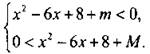 x² - 6x + 8 + m < 0,
0 < x² - 6x + 8 + M.